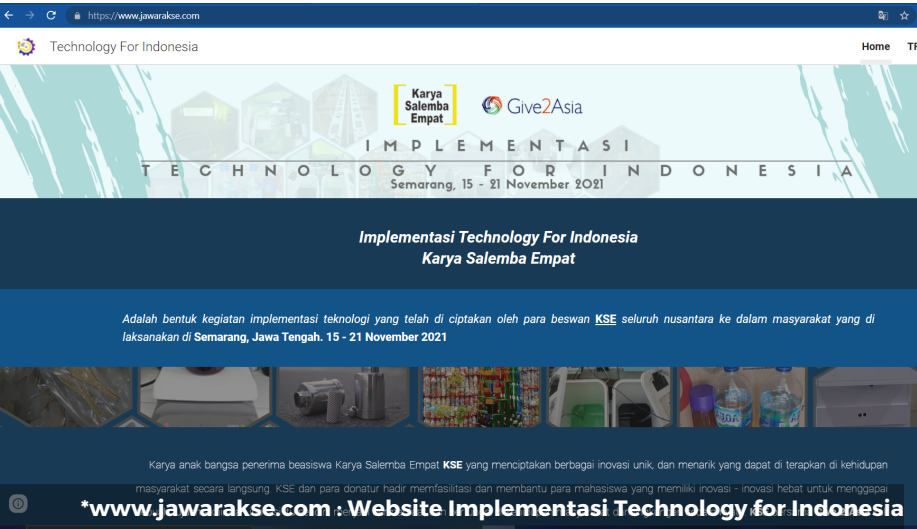 https://www.jawarakse.com
Technology For Indonesia
Home
Karya
Salemba
Empat
Give2Asia
IMPLEMENTASI
TECHNOLOGY FOR INDONESIA
Semarang, 15 - 21 November 2021
Implementasi Technology For Indonesia
Karya Salemba Empat
Adalah bentuk kegiatan implementasi teknologi yang telah di ciptakan oleh para beswan KSE seluruh nusantara ke dalam masyarakat yang di
laksanakan di Semarang, Jawa Tengah. 15 - 21 November 2021
Karya anak bangsa penerima beasiswa Karya Salemba Empat KSE yang menciptakan berbagai inovasi unik, dan menarik yang dapat di terapkan di kehidupan
masyarakat secara langsung. KSE dan para donatur hadir memfasilitasi dan membantu para mahasiswa yang memiliki inovasi - inovasi hebat untuk menggapai
*www.jawarakse.com : Website Implementasi Technology for Indonesia